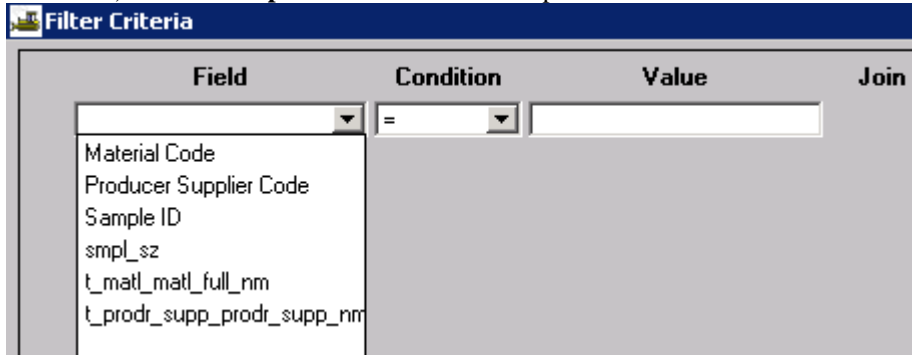 Filter Criteria
Field Condition Value Join
=
Material Code
Producer Supplier Code
Sample ID
smpl_sz
t_matl_matl_full_nm
t_prodr_supp_prodr_supp_nm